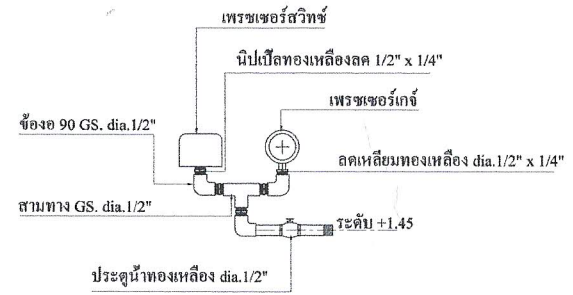 เพรซเซอร์สวิทซ์
นิปเปิ้ลทองเหลืองลด 1/2" x 1/4"
เพรซเซอร์เกจ์
ข้องอ 90 GS. dia.1/2"
ลดเหลี่ยมทองเหลือง dia.1/2" x 1/4"
สามทาง GS. dia.1/2"
ระดับ +1.45
ประตูน้ำทองเหลือง dia.1/2"